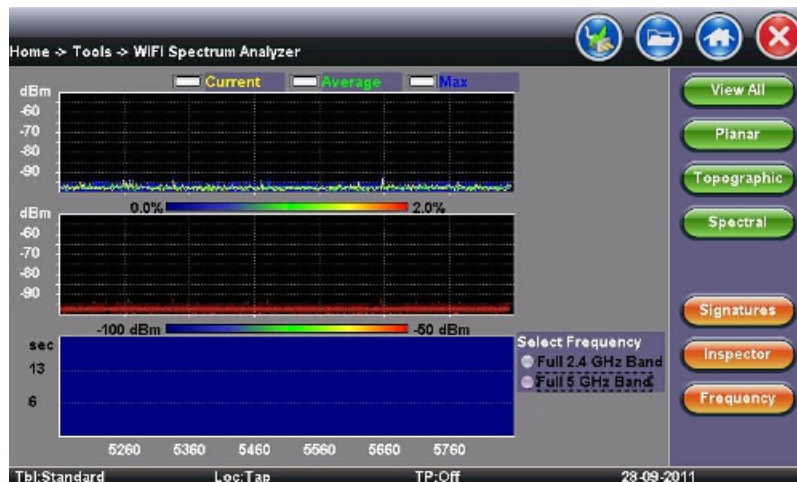 Home -> Tools -> WiFi Spectrum Analyzer
Current Average Max
dBm
-60
-70
-80
-90
0.0% 2.0%
dBm
-60
-70
-80
-90
-100 dBm -50 dBm
sec
13
6
5260 5360 5460 5560 5660 5760
Select Frequency
Full 2.4 GHz Band
Full 5 GHz Band
View All
Planar
Topographic
Spectral
Signatures
Inspector
Frequency
Tbl:Standard Loc:Tap TP:Off 28-09-2011